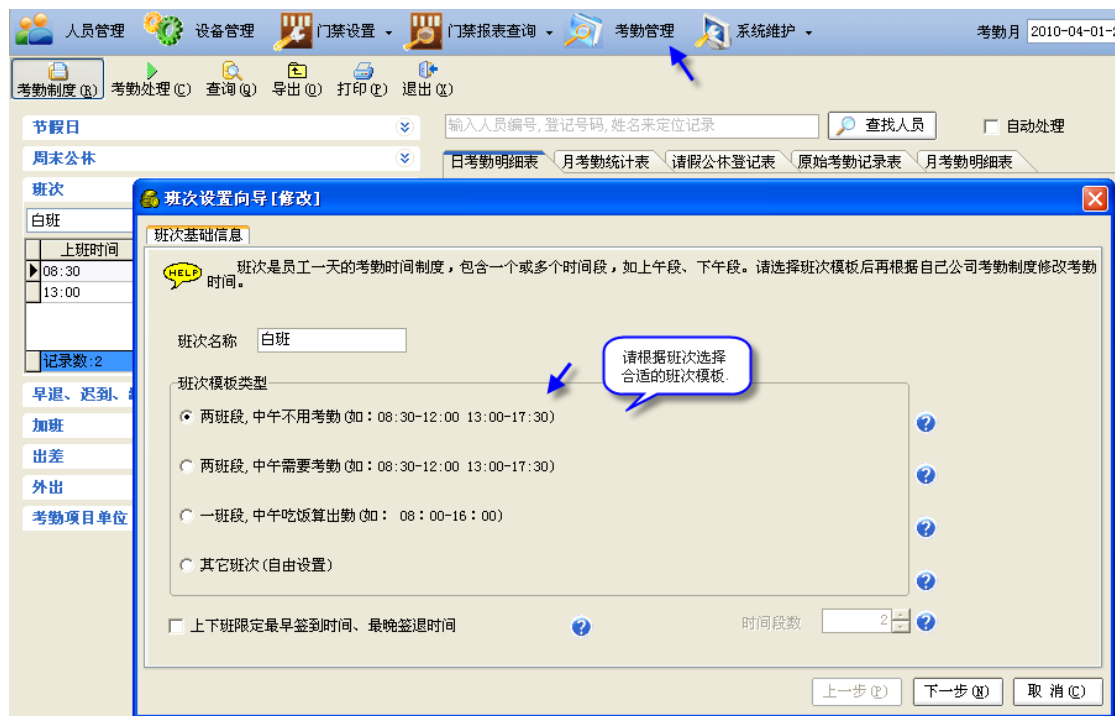 人员管理 设备管理 门禁设置 门禁报表查询 考勤管理 系统维护 考勤月 2010-04-01-
考勤制度(R) 考勤处理(C) 查询(Q) 导出(O) 打印(P) 退出(X)
节假日
输入人员编号,登记号码,姓名来定位记录 查找人员 自动处理
周末公休
日考勤明细表 月考勤统计表 请假公休登记表 原始考勤记录表 月考勤明细表
班次
班次设置向导[修改]
白班
班次基础信息
上班时间
08:30
13:00
记录数:2
HELP
班次是员工一天的考勤时间制度，包含一个或多个时间段，如上午段、下午段。请选择班次模板后再根据自己公司考勤制度修改考勤
时间。
班次名称 白班
请根据班次选择
合适的班次模板.
早退、迟到、
加班
出差
外出
考勤项目单位
班次模板类型
两班段,中午不用考勤(如：08:30-12:00 13:00-17:30)
两班段,中午需要考勤(如：08:30-12:00 13:00-17:30)
一班段,中午吃饭算出勤(如： 08：00-16：00)
其它班次(自由设置)
上下班限定最早签到时间、最晚签退时间
时间段数 2
上一步(P) 下一步(N) 取 消(C)